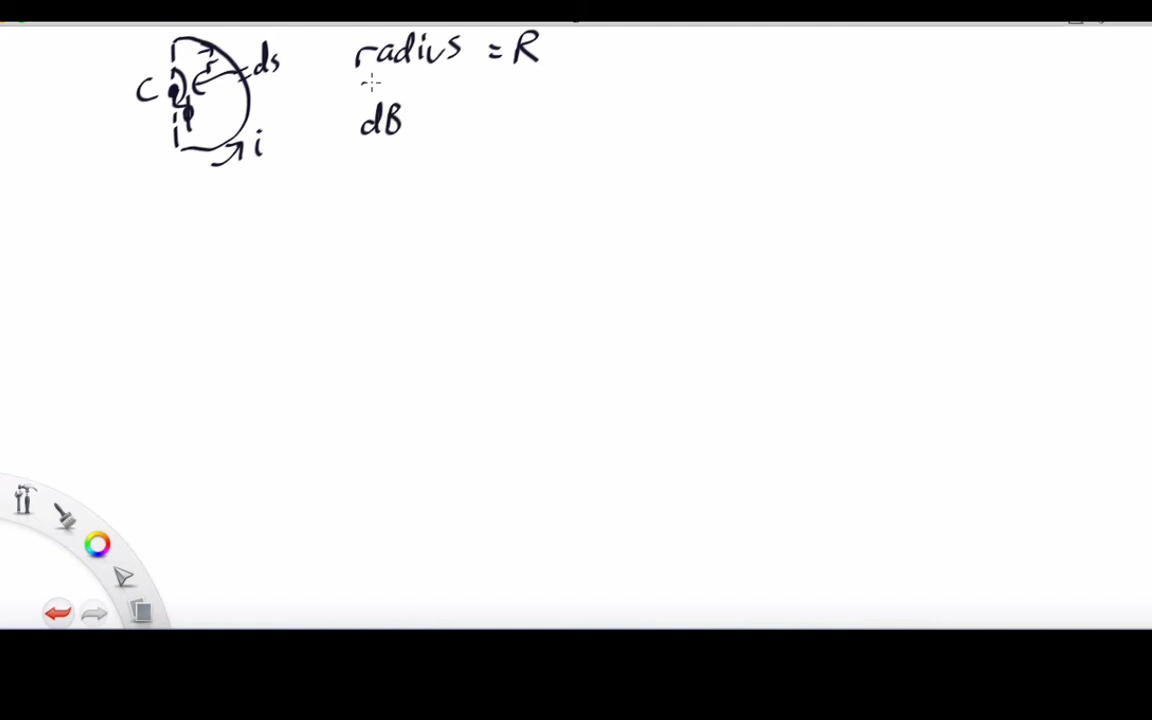 radius = R
C
r
ds
dB
i